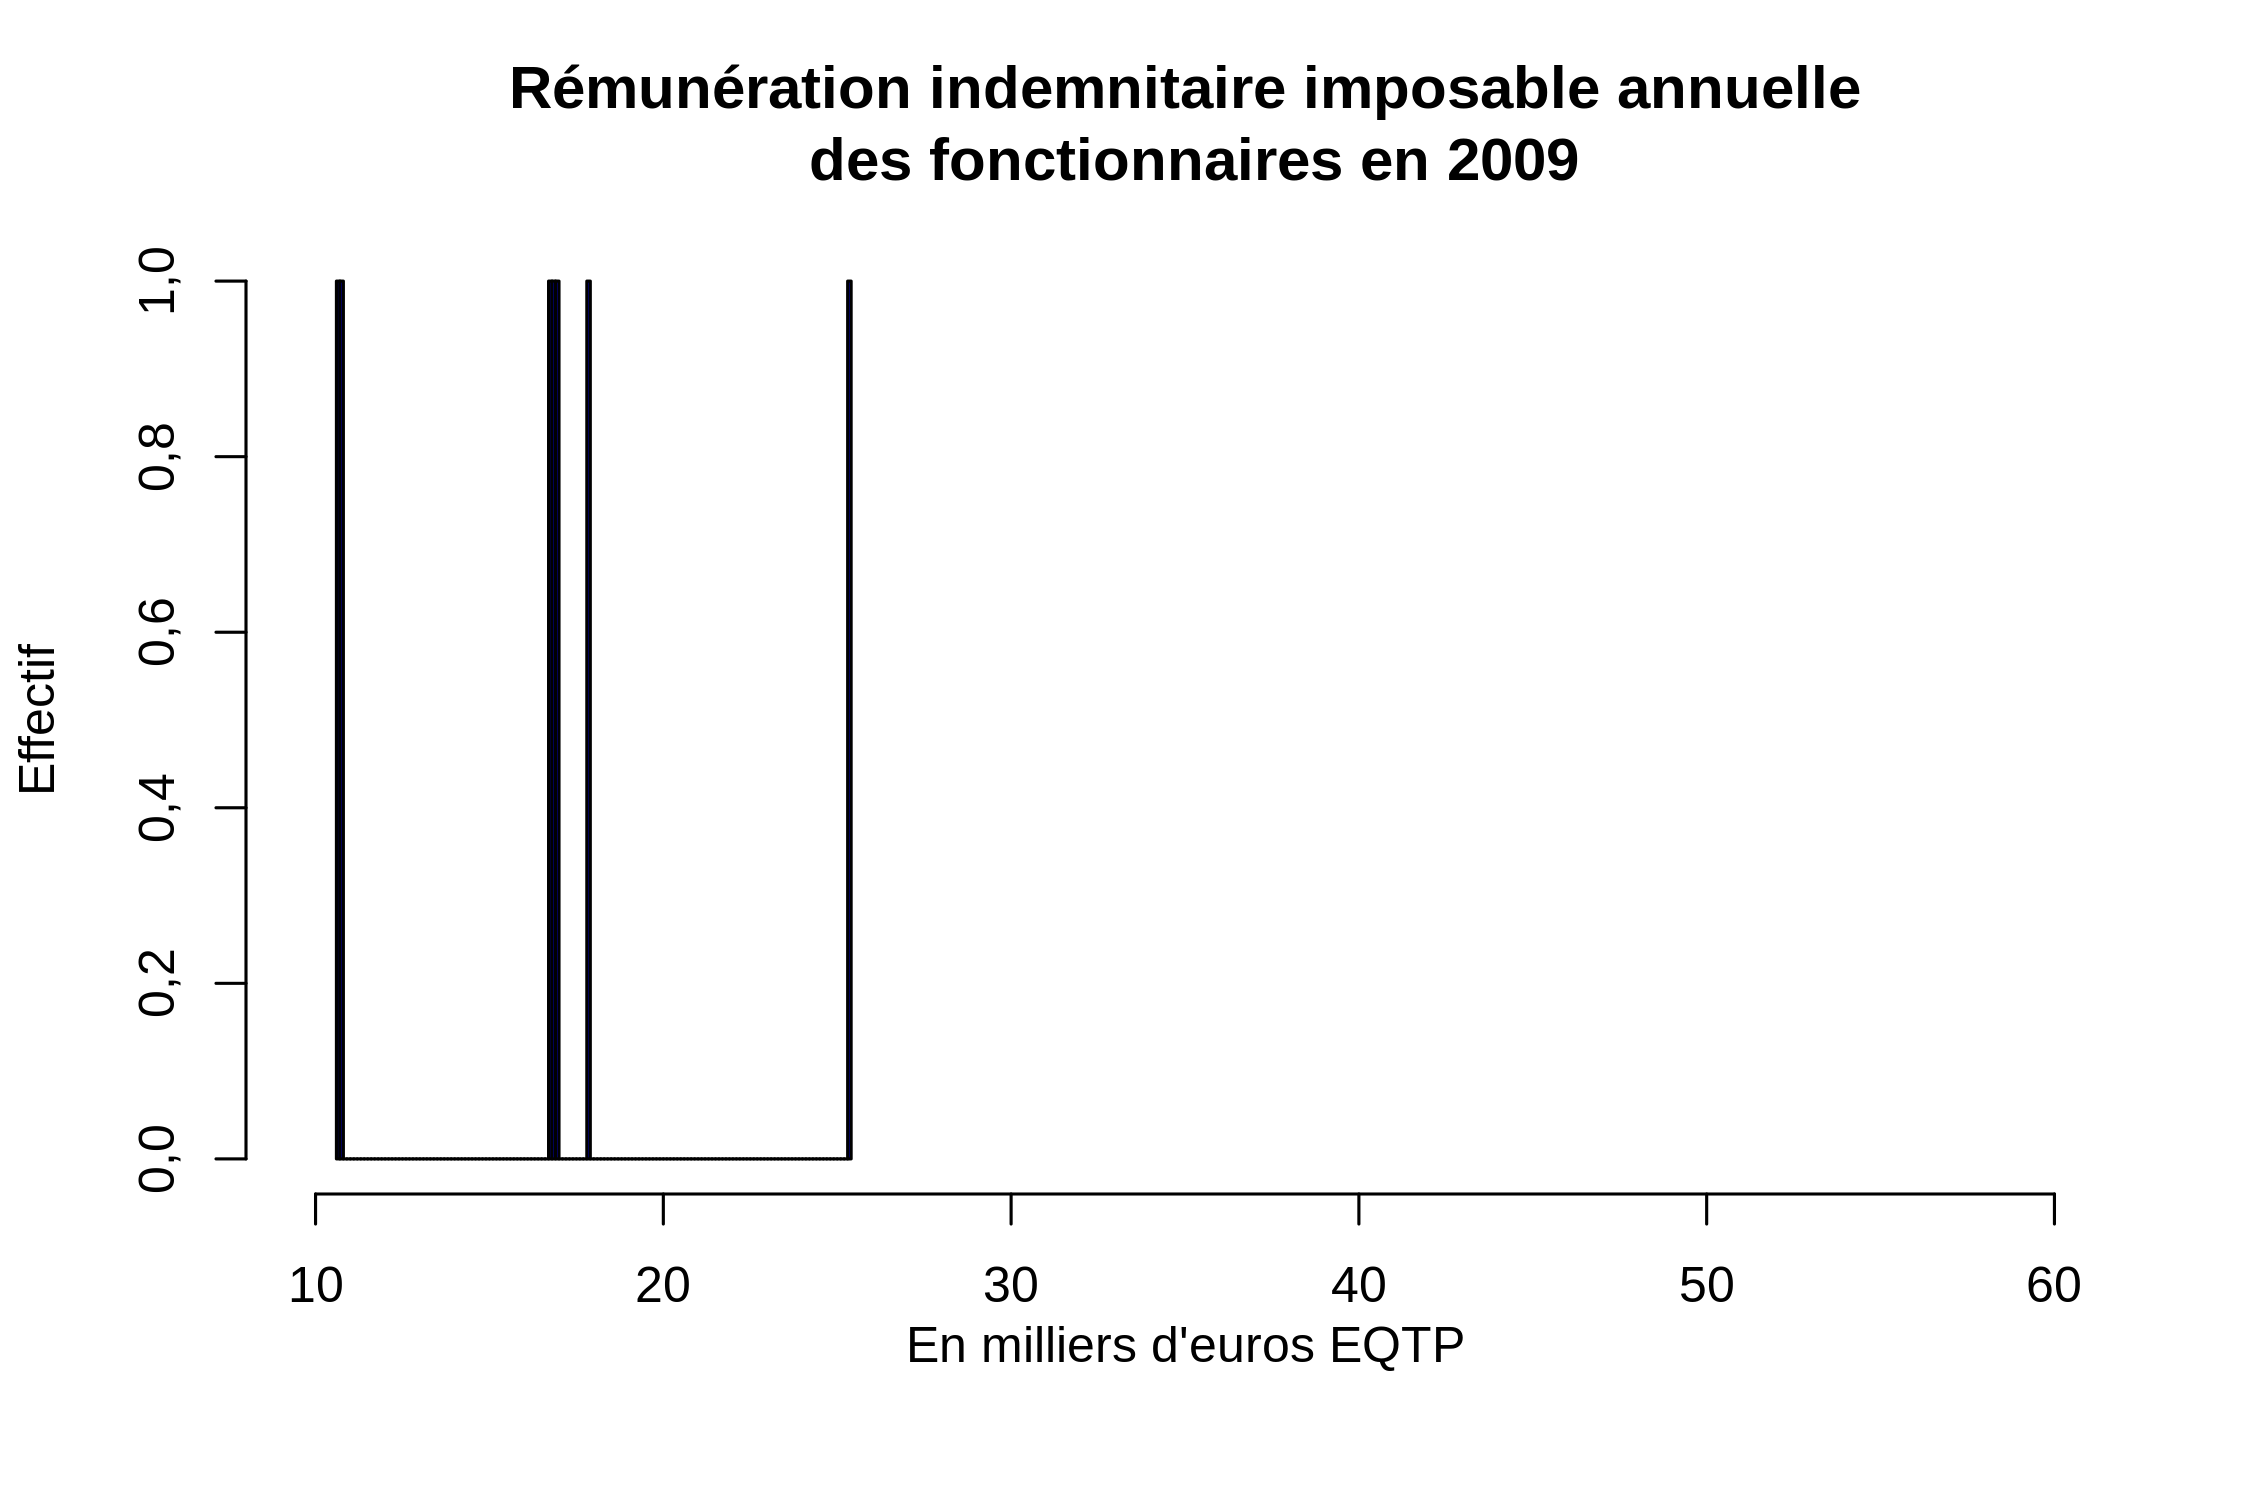 Rémunération indemnitaire imposable annuelle
des fonctionnaires en 2009
Effectif
1,0
0,8
0,6
0,4
0,2
0,0
10 20 30 40 50 60
En milliers d'euros EQTP